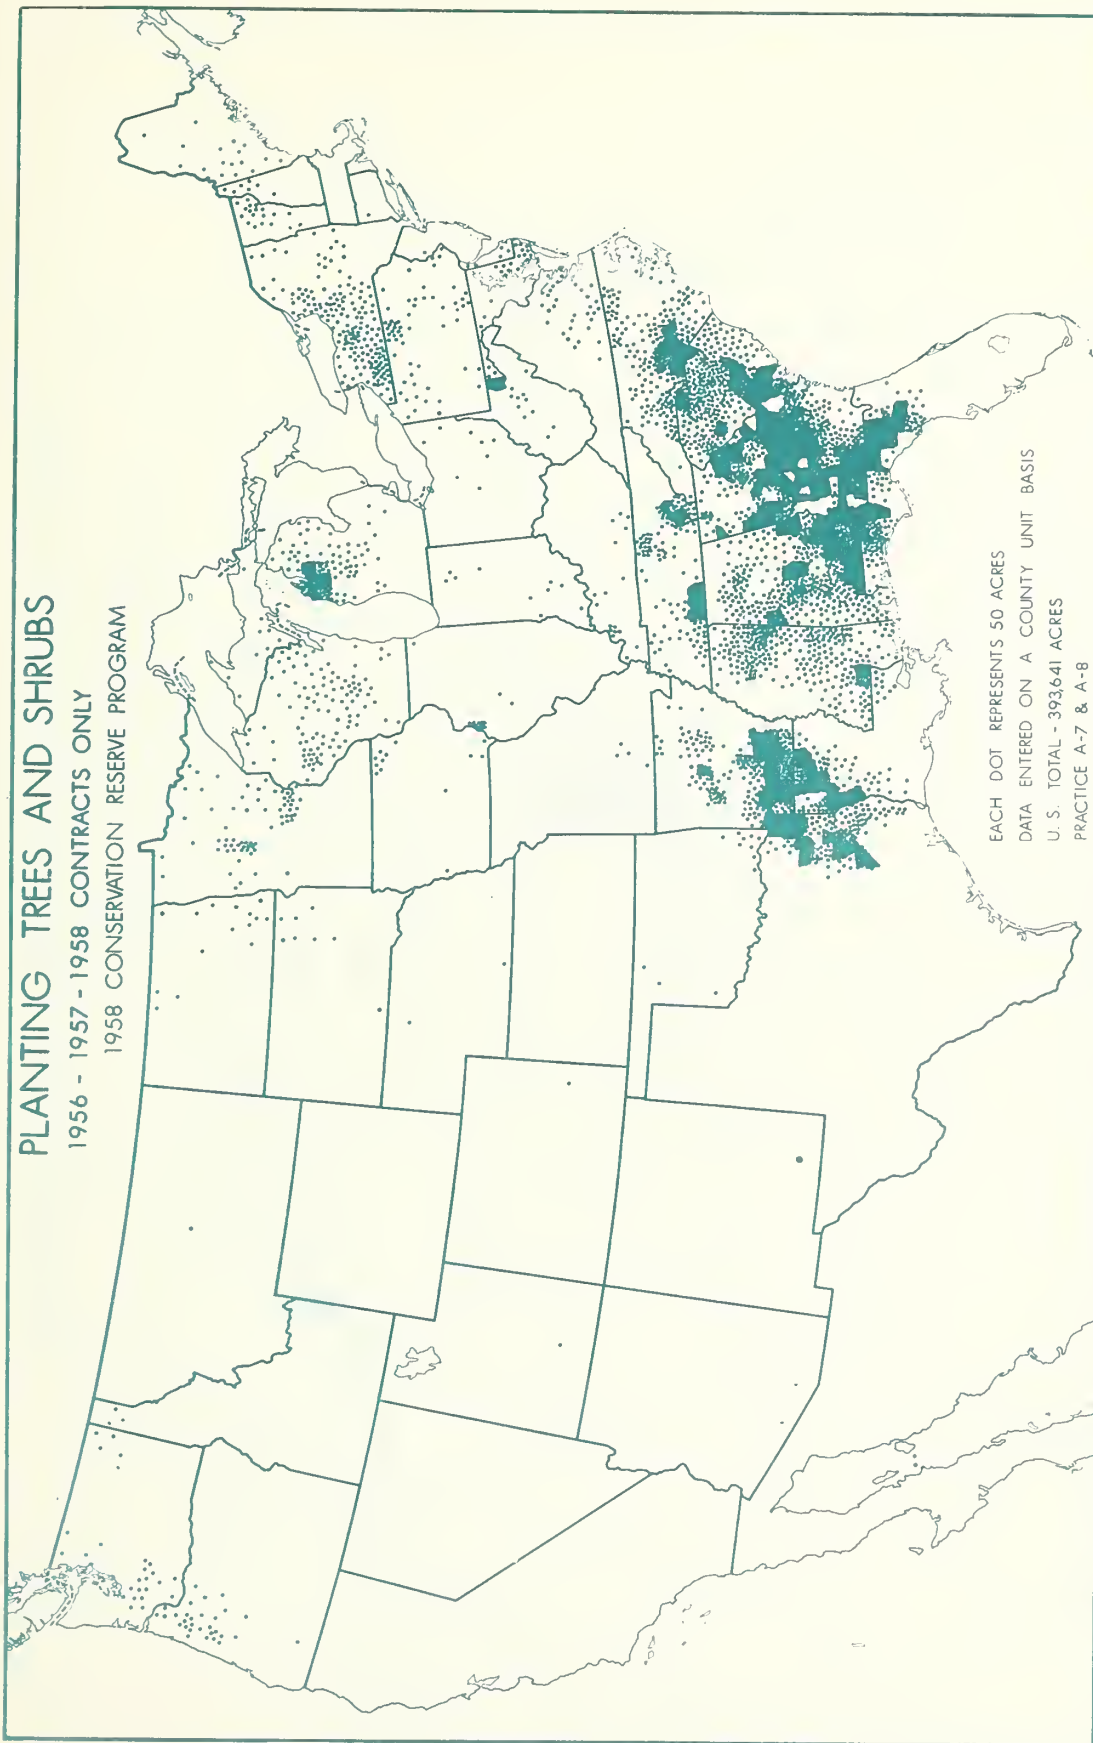 PLANTING TREES AND SHRUBS
1956 - 1957 - 1958 CONTRACTS ONLY
1958 CONSERVATION RESERVE PROGRAM
EACH DOT REPRESENTS 50 ACRES
DATA ENTERED ON A COUNTY UNIT BASIS
U. S. TOTAL - 393,641 ACRES
PRACTICE A-7 & A-8